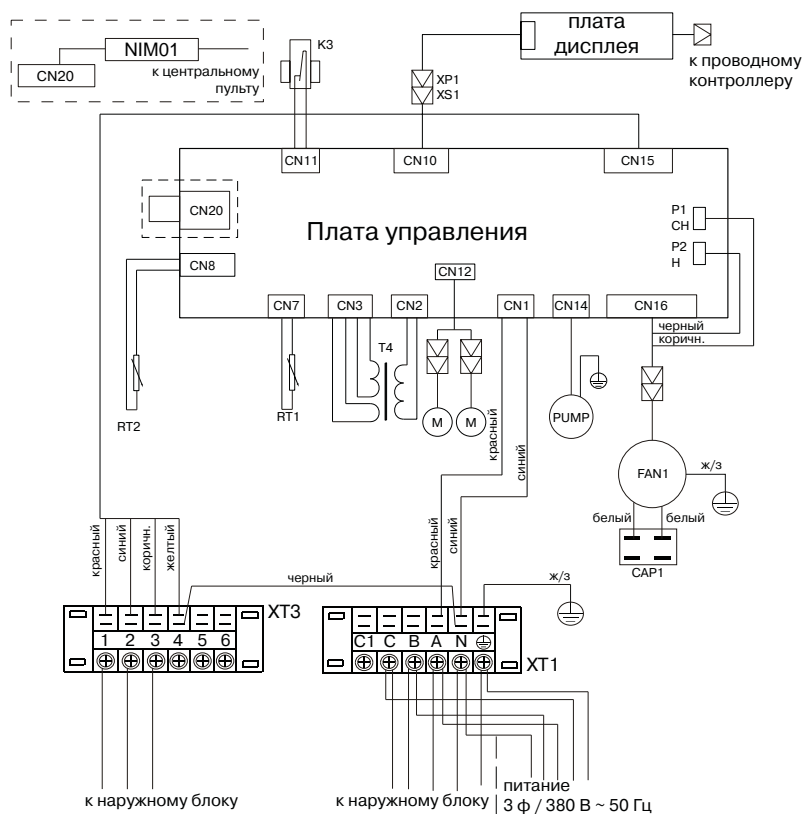 NIM01
CN20
к центральному
пульту
K3
XP1
XS1
плата
дисплея
к проводному
контроллеру
CN11
CN10
CN15
CN20
Плата управления
P1
CH
P2
H
CN8
CN12
CN7
CN3
CN2
CN1
CN14
CN16
черный
коричн.
T4
RT2
RT1
M
M
PUMP
красный
синий
FAN1
ж/з
белый
белый
CAP1
красный
синий
коричн.
желтый
красный
синий
черный
ж/з
XT3
1 2 3 4 5 6
C1 C B A N
XT1
к наружному блоку
к наружному блоку
питание
3 ф / 380 В ~ 50 Гц